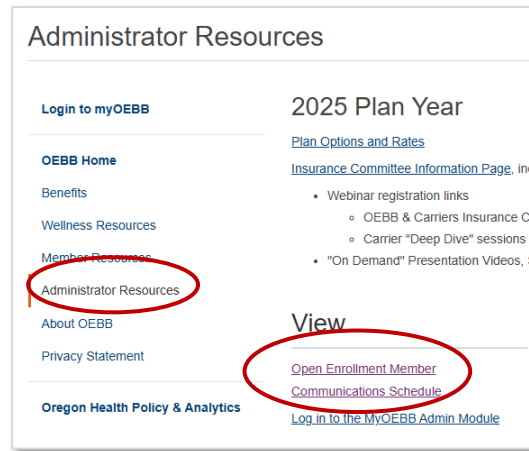 Administrator Resources
Login to myOEBB
OEBB Home
Benefits
Wellness Resources
Member Resources
Administrator Resources
About OEBB
Privacy Statement
Oregon Health Policy & Analytics
2025 Plan Year
Plan Options and Rates
Insurance Committee Information Page, in
• Webinar registration links
○ OEBB & Carriers Insurance C
○ Carrier "Deep Dive" sessions
• "On Demand" Presentation Videos,
View
Open Enrollment Member
Communications Schedule
Log in to the MyOEBB Admin Module